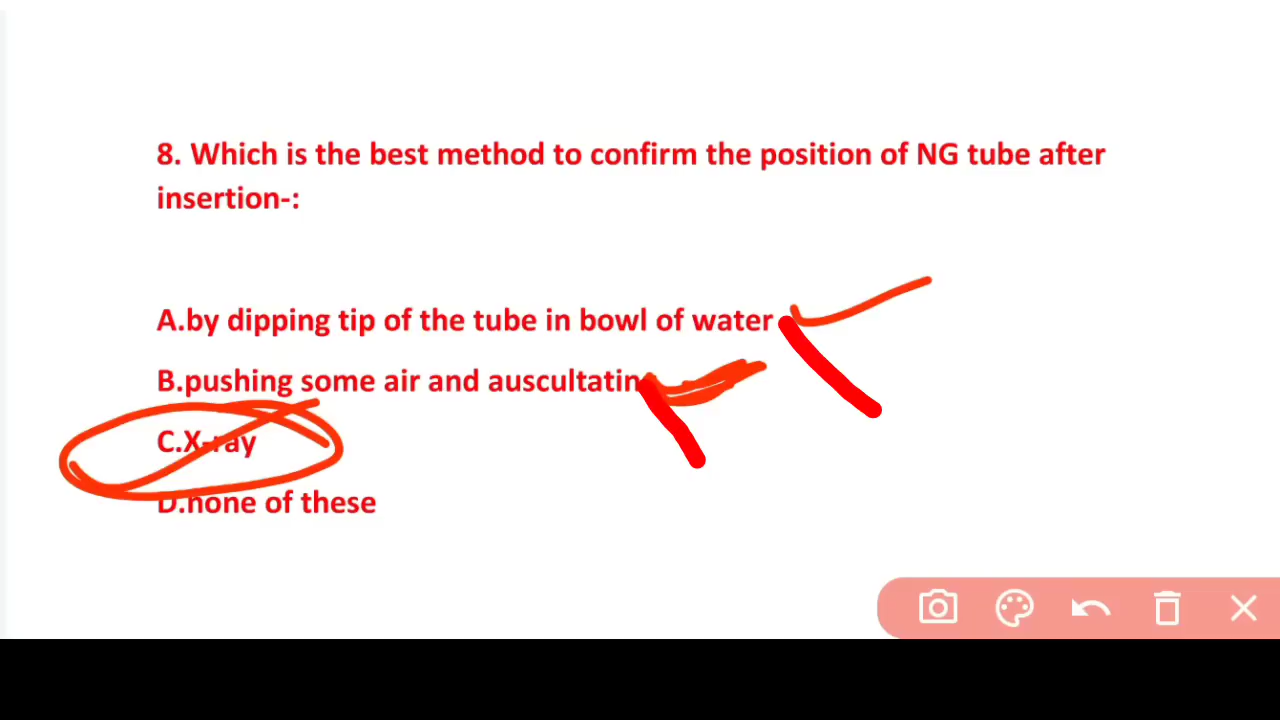 8. Which is the best method to confirm the position of NG tube after
insertion-:
A.by dipping tip of the tube in bowl of water
B.pushing some air and auscultatin
C.X-ray
D.none of these